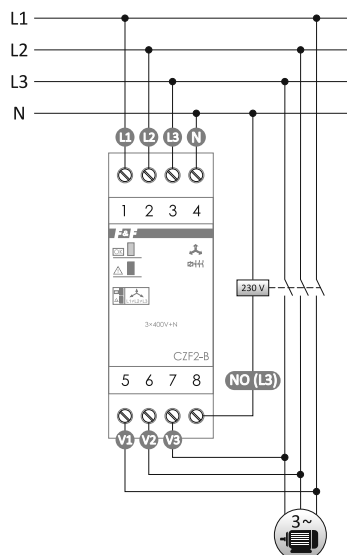 L1
L2
L3
N
L1 L2 L3 N
1 2 3 4
F&F
OK
230 V
3×400V+N
CZF2-B
5 6 7 8
NO (L3)
V1 V2 V3
3~